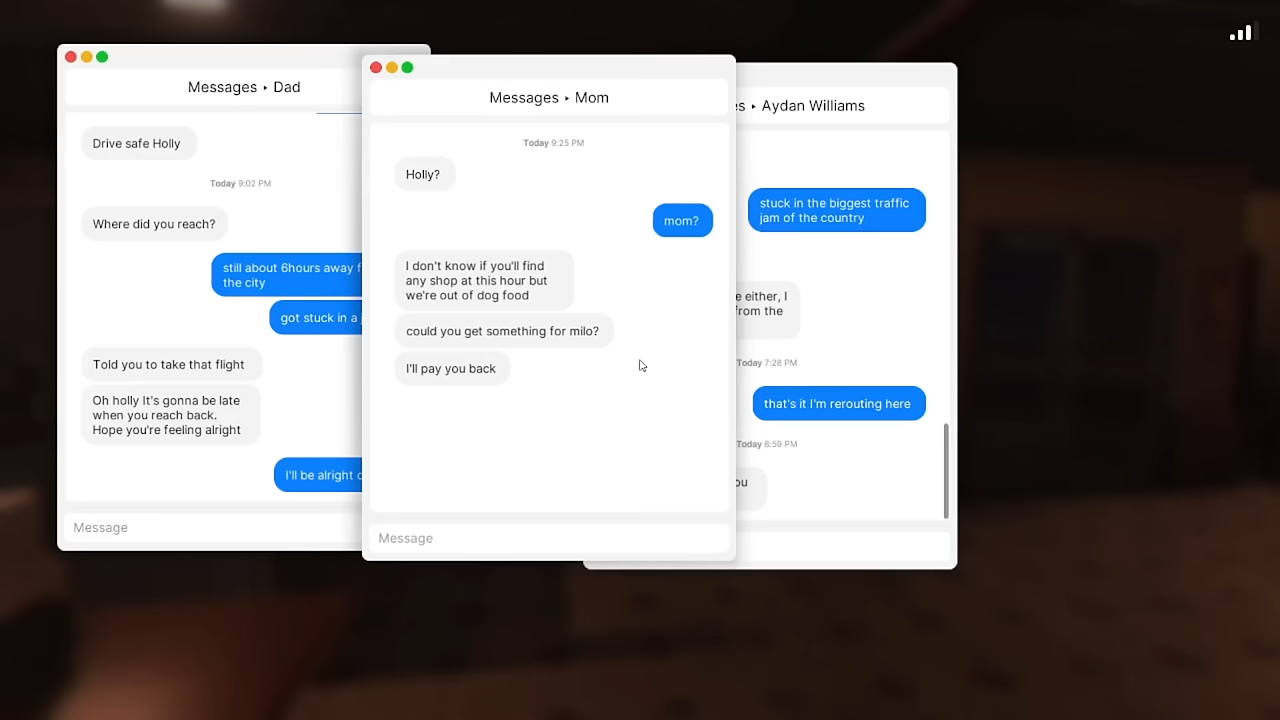 Messages ▸ Dad
Drive safe Holly
Today 9:02 PM
Where did you reach?
still about 6hours away
the city
got stuck in a
Told you to take that flight
Oh holly It's gonna be late
when you reach back.
Hope you're feeling alright
I'll be alright
Message
Messages ▸ Mom
Today 9:25 PM
Holly?
mom?
I don't know if you'll find
any shop at this hour but
we're out of dog food
could you get something for milo?
I'll pay you back
Message
▸ Aydan Williams
stuck in the biggest traffic
jam of the country
either, I
from the
Today 7:28 PM
that's it I'm rerouting here
Today 8:59 PM